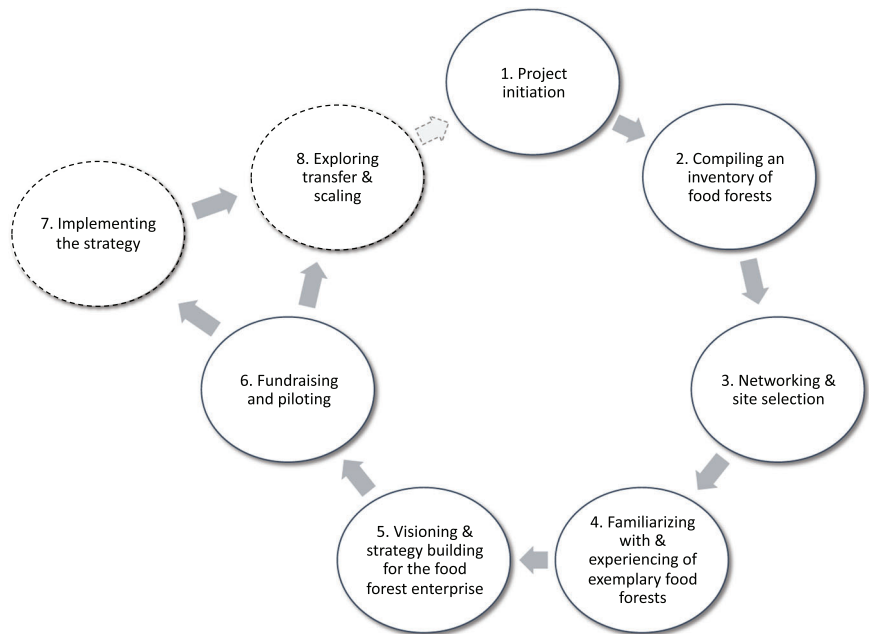 1. Project
initiation
2. Compiling an
inventory of
food forests
3. Networking &
site selection
4. Familiarizing
with &
experiencing of
exemplary food
forests
5. Visioning &
strategy building
for the food
forest enterprise
6. Fundraising
and piloting
7. Implementing
the strategy
8. Exploring
transfer &
scaling